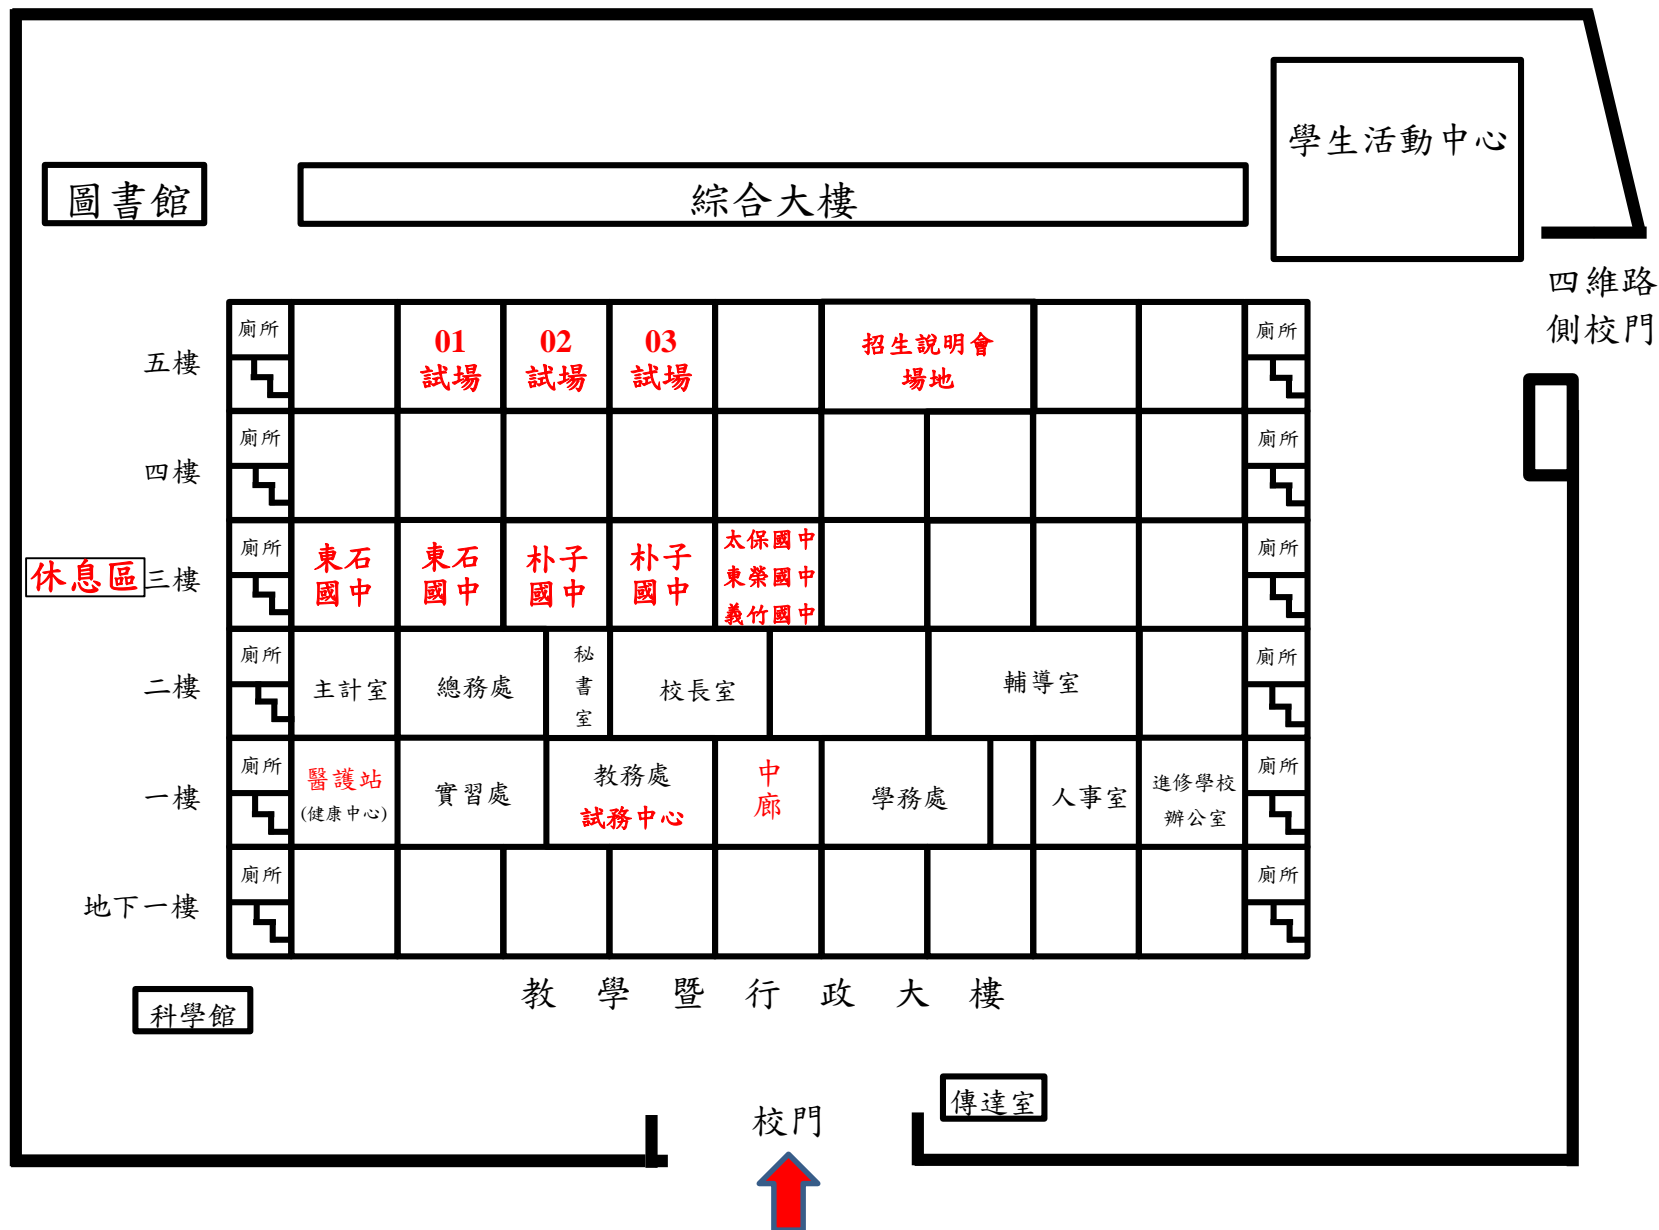 學生活動中心
圖書館
綜合大樓
四維路
側校門
五樓
廁所
01
試場
02
試場
03
試場
招生說明會
場地
廁所
四樓
廁所
廁所
休息區
三樓
廁所
東石
國中
東石
國中
朴子
國中
朴子
國中
太保國中
東榮國中
義竹國中
廁所
二樓
廁所
主計室
總務處
秘
書
室
校長室
輔導室
廁所
一樓
廁所
醫護站
(健康中心)
實習處
教務處
試務中心
中
廊
學務處
人事室
進修學校
辦公室
廁所
地下一樓
廁所
廁所
教學暨行政大樓
科學館
傳達室
校門